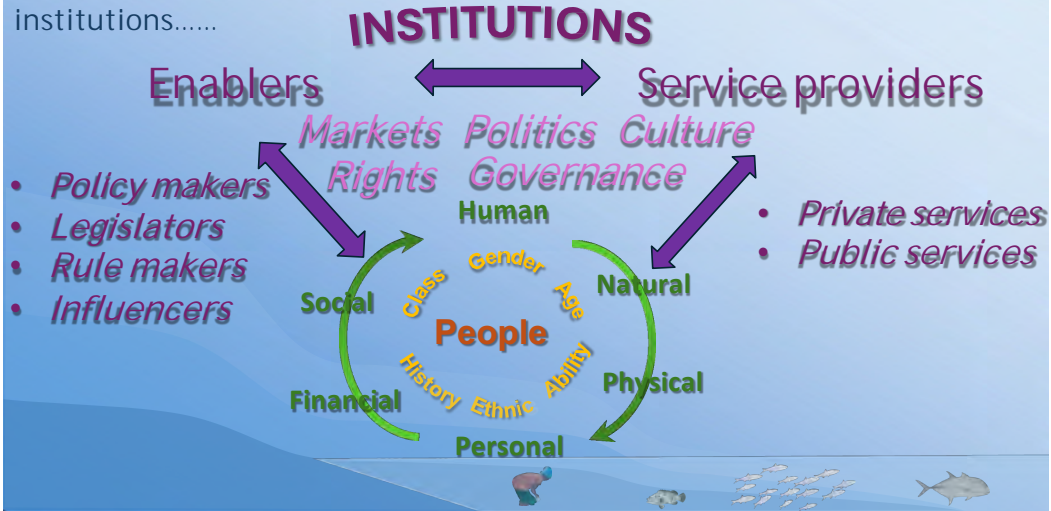 institutions......
INSTITUTIONS
Enablers
Service providers
Markets Politics Culture
Rights Governance
• Policy makers
• Legislators
• Rule makers
• Influencers
• Private services
• Public services
Human
Natural
Physical
Personal
Financial
Social
Class Gender Age
People
History Ethnic Ability